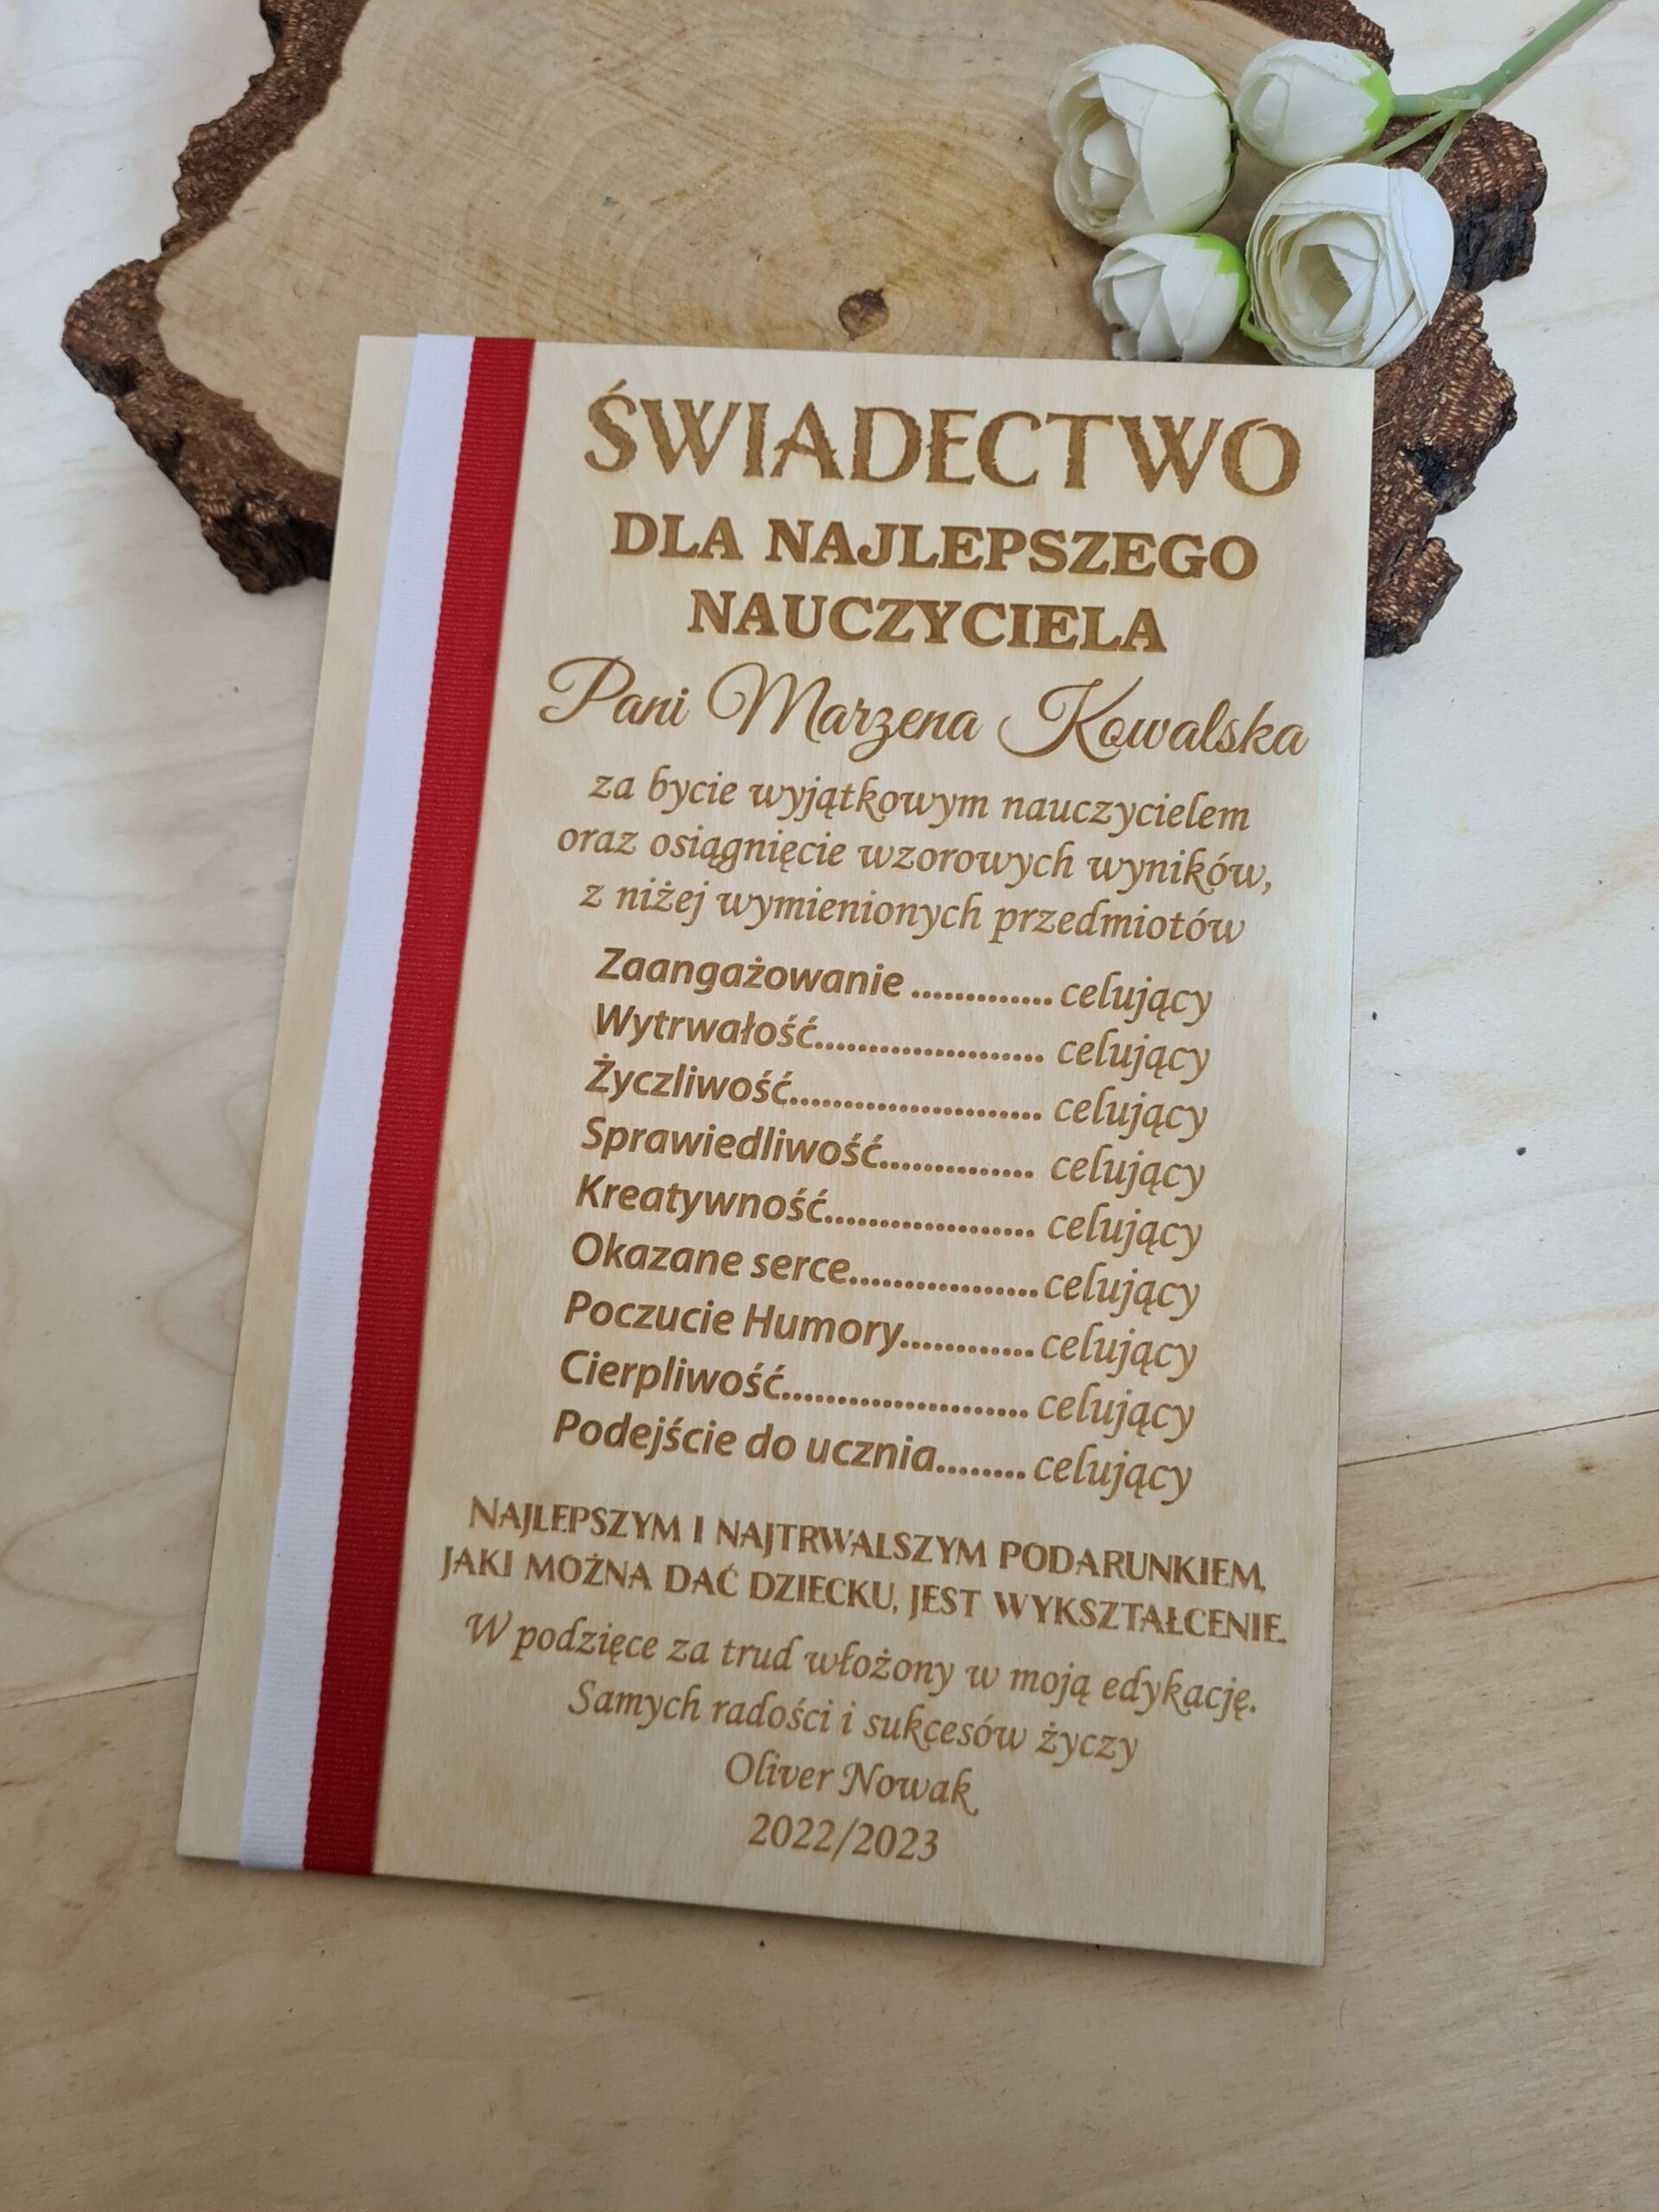 ŚWIADECTWO
DLA NAJLEPSZEGO
NAUCZYCIELA
Pani Marzena Kowalska
za bycie wyjątkowym nauczycielem
oraz osiągnięcie wzorowych wyników,
z niżej wymienionych przedmiotów
Zaangażowanie ............. celujący
Wytrwałość..................... celujący
Życzliwość....................... celujący
Sprawiedliwość.............. celujący
Kreatywność................... celujący
Okazane serce.................celujący
Poczucie Humory............celujący
Cierpliwość......................celujący
Podejście do ucznia........celujący
NAJLEPSZYM I NAJTRWALSZYM PODARUNKIEM,
JAKI MOŻNA DAĆ DZIECKU, JEST WYKSZTAŁCENIE.
W podzięce za trud włożony w moją edykację.
Samych radości i sukcesów życzy
Oliver Nowak
2022/2023